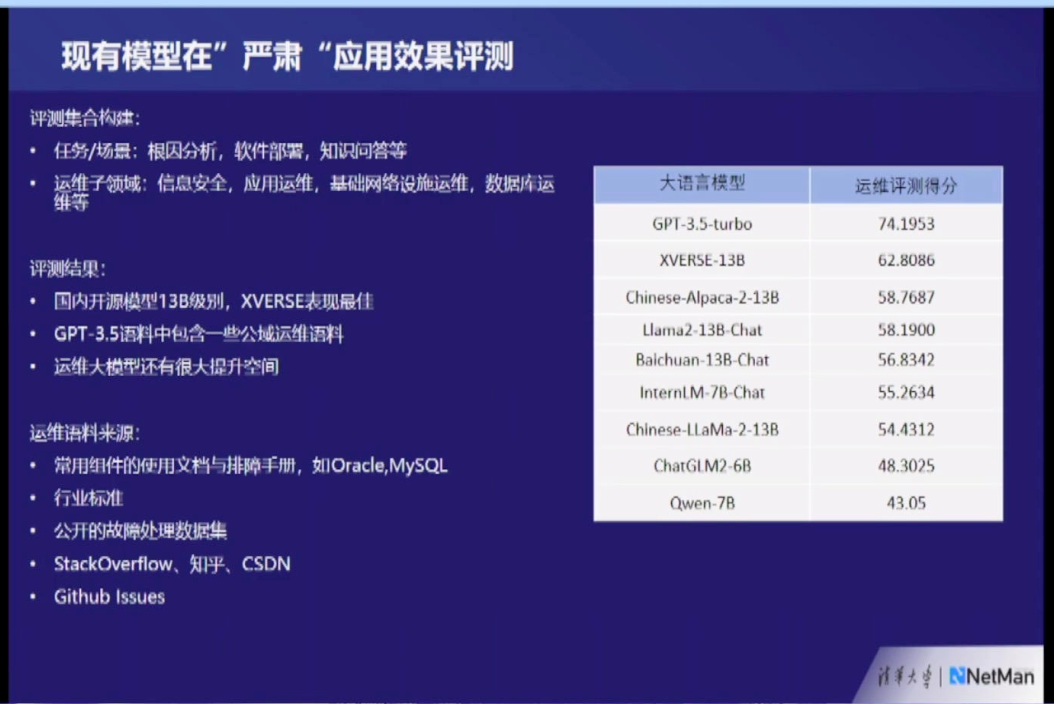 现有模型在”严肃“应用效果评测
评测集合构建:
• 任务/场景: 根因分析, 软件部署, 知识问答等
• 运维子领域: 信息安全, 应用运维, 基础网络设施运维, 数据库运
维等
评测结果:
• 国内开源模型13B级别, XVERSE表现最佳
• GPT-3.5语料中包含一些公域运维语料
• 运维大模型还有很大提升空间
运维语料来源:
• 常用组件的使用文档与排障手册, 如Oracle,MySQL
• 行业标准
• 公开的故障处理数据集
• StackOverflow、知乎、CSDN
• Github Issues
大语言模型 运维评测得分
GPT-3.5-turbo 74.1953
XVERSE-13B 62.8086
Chinese-Alpaca-2-13B 58.7687
Llama2-13B-Chat 58.1900
Baichuan-13B-Chat 56.8342
InternLM-7B-Chat 55.2634
Chinese-LLaMa-2-13B 54.4312
ChatGLM2-6B 48.3025
Qwen-7B 43.05
清华大学 | NetMan